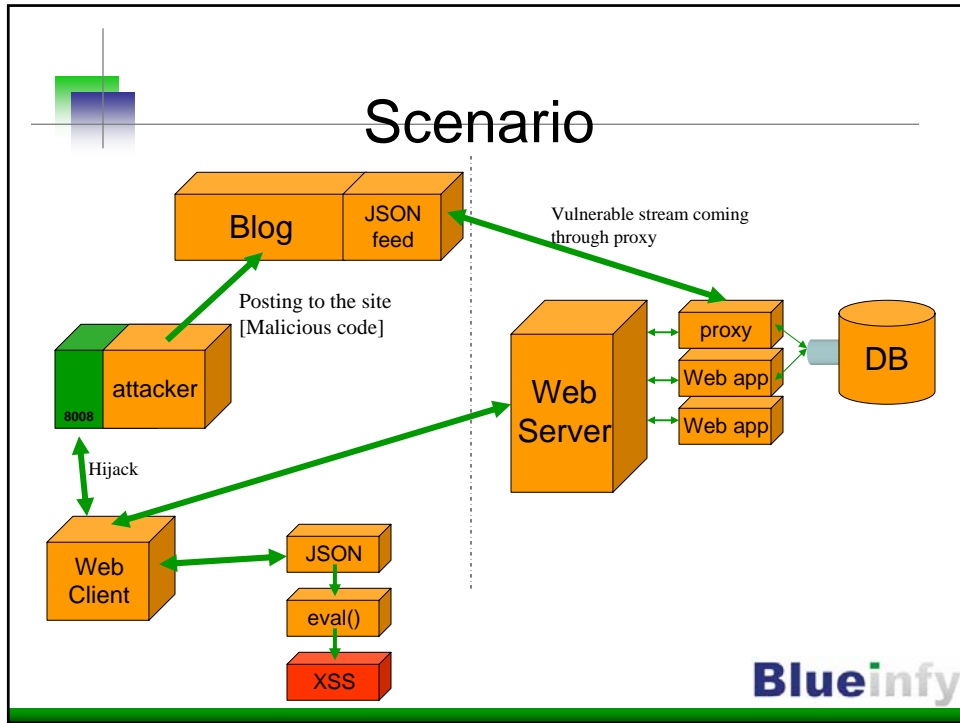 Scenario
Blog
JSON
feed
Vulnerable stream coming
through proxy
Posting to the site
[Malicious code]
attacker
8008
Web
Server
proxy
Web app
Web app
DB
Hijack
Web
Client
JSON
eval()
XSS
Blueinfy